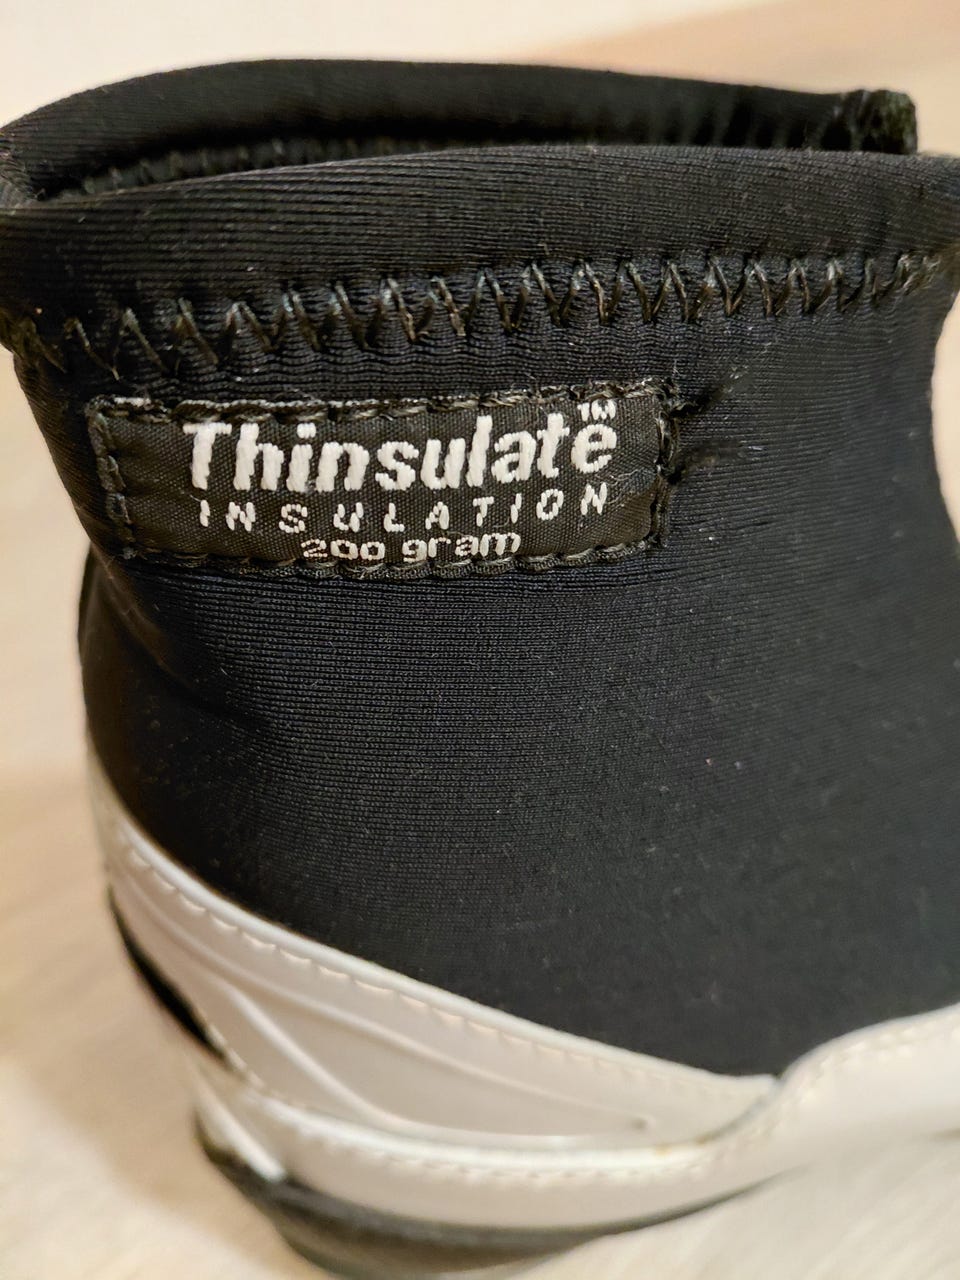 Thinsulate™
INSULATION
200 gram